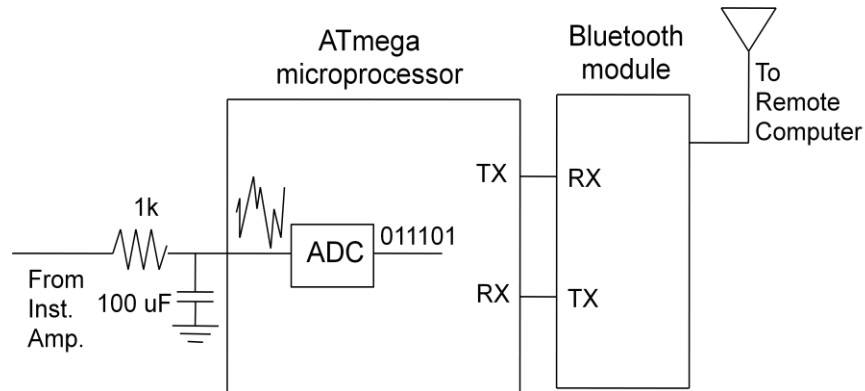 ATmega
microprocessor
Bluetooth
module
To
Remote
Computer
TX
RX
1k
ADC
011101
From
Inst.
Amp.
100 uF
RX
TX